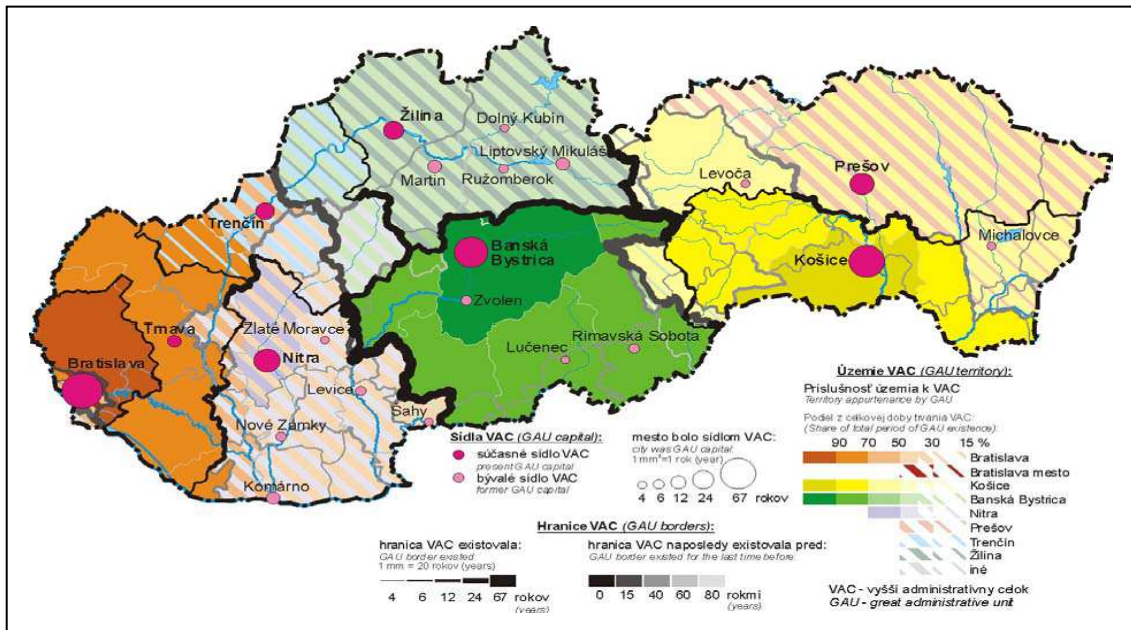 Žilina
Dolný Kubín
Liptovský Mikuláš
Martin
Ružomberok
Levoča
Prešov
Trenčín
Michalovce
Banská
Bystrica
Košice
Zvolen
Trnava
Zlaté Moravce
Rimavská Sobota
Bratislava
Nitra
Lučenec
Levice
Šahy
Nové Zámky
Komárno
Sídla VAC (GAU capital):
súčasné sídlo VAC
present GAU capital
bývalé sídlo VAC
former GAU capital
mesto bolo sídlom VAC:
city was GAU capital:
1 mm²=1 rok (year)
4 6 12 24 67 rokov
Hranice VAC (GAU borders):
hranica VAC existovala:
GAU border existed:
1 mm = 20 rokov (years)
4 6 12 24 67 rokov
(years)
hranica VAC naposledy existovala pred:
GAU border existed for the last time before:
0 15 40 60 80 rokmi
(years)
Územie VAC (GAU territory):
Príslušnosť územia k VAC
Territory appurtenance by GAU
Podiel z celkovej doby trvania VAC:
(Share of total period of GAU existence):
90 70 50 30 15 %
Bratislava
Bratislava mesto
Košice
Banská Bystrica
Nitra
Prešov
Trenčín
Žilina
iné
VAC - vyšší administratívny celok
GAU - great administrative unit